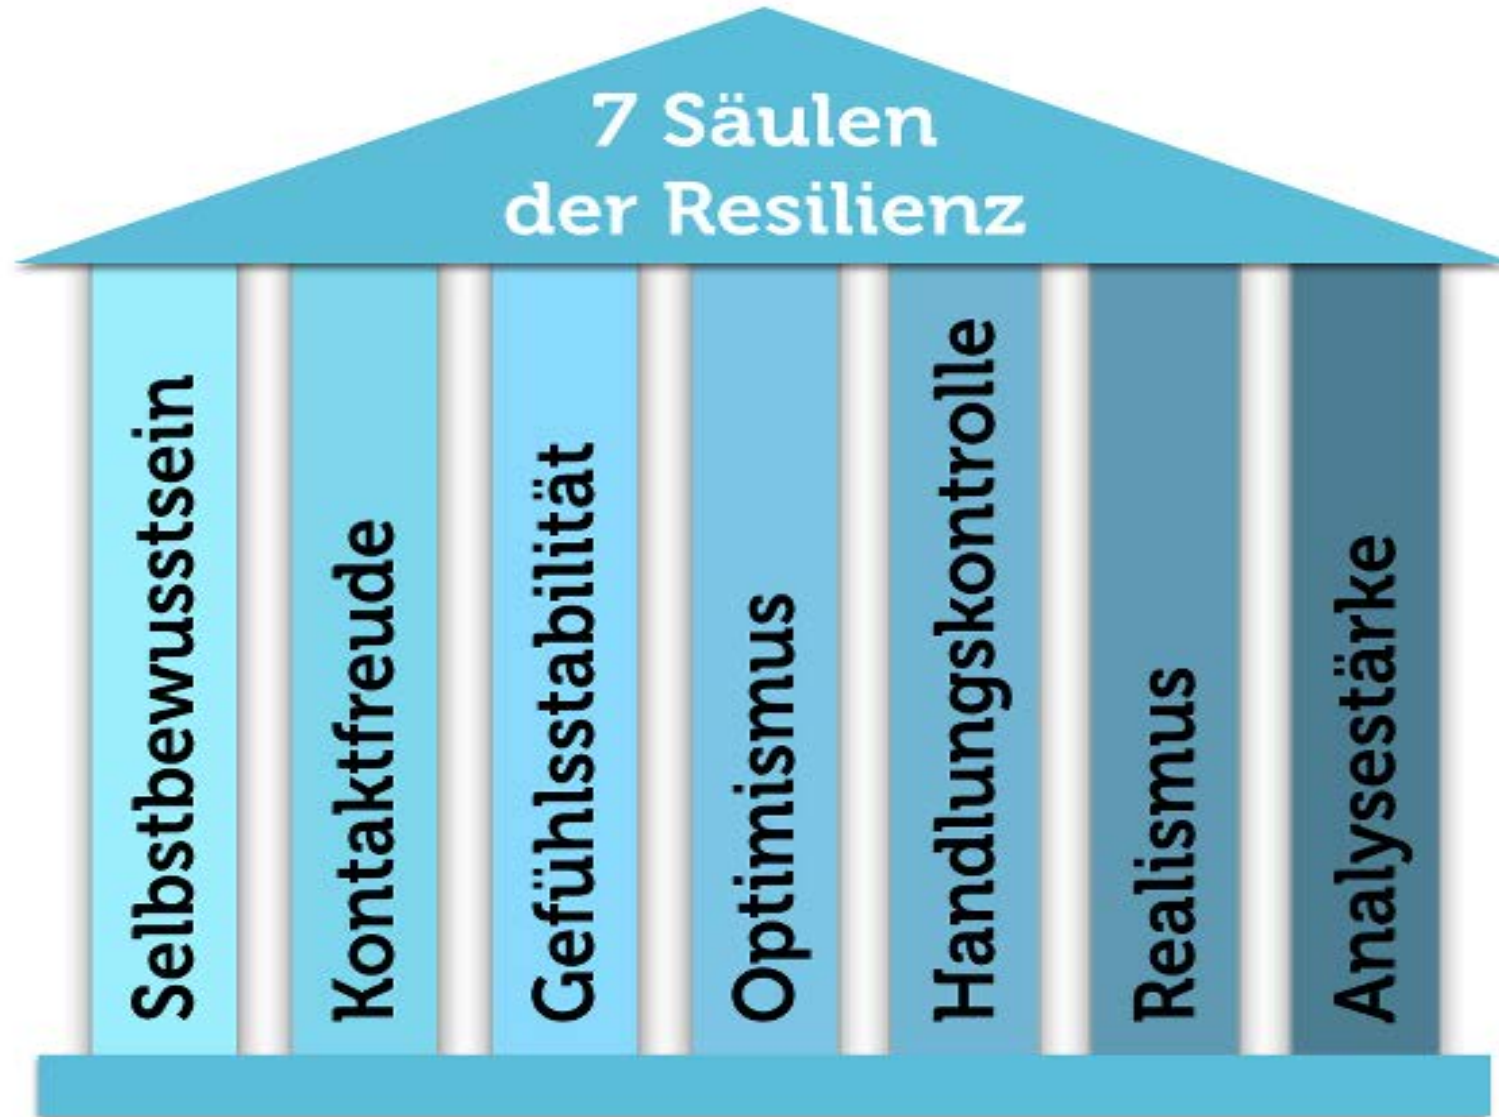 7 Säulen
der Resilienz
Selbstbewusstsein
Kontaktfreude
Gefühlsstabilität
Optimismus
Handlungskontrolle
Realismus
Analysestärke